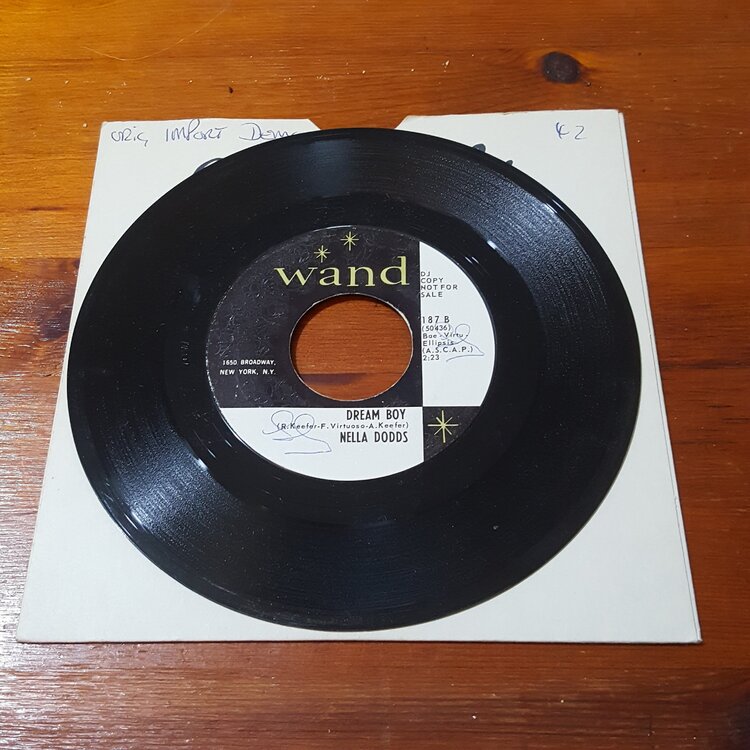 ORIG IMPORT DEMO
wand
DJ
COPY
NOT FOR
SALE
187 B
(50436)
Bae-Virtu-
Ellipsis
(A.S.C.A.P.)
2:23
1650 BROADWAY,
NEW YORK, N.Y.
DREAM BOY
(R.Keefer-F.Virtuoso-A.Keefer)
NELLA DODDS